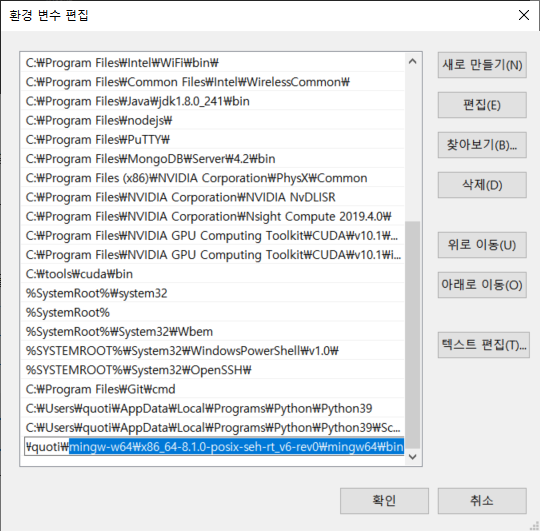 환경 변수 편집
C:₩Program Files₩Intel₩WiFi₩bin₩
C:₩Program Files₩Common Files₩Intel₩WirelessCommon₩
C:₩Program Files₩Java₩jdk1.8.0_241₩bin
C:₩Program Files₩nodejs₩
C:₩Program Files₩PuTTY₩
C:₩Program Files₩MongoDB₩Server₩4.2₩bin
C:₩Program Files (x86)₩NVIDIA Corporation₩PhysX₩Common
C:₩Program Files₩NVIDIA Corporation₩NVIDIA NvDLISR
C:₩Program Files₩NVIDIA Corporation₩Nsight Compute 2019.4.0₩
C:₩Program Files₩NVIDIA GPU Computing Toolkit₩CUDA₩v10.1₩...
C:₩Program Files₩NVIDIA GPU Computing Toolkit₩CUDA₩v10.1₩i...
C:₩tools₩cuda₩bin
%SystemRoot%₩system32
%SystemRoot%
%SystemRoot%₩System32₩Wbem
%SYSTEMROOT%₩System32₩WindowsPowerShell₩v1.0₩
%SYSTEMROOT%₩System32₩OpenSSH₩
C:₩Program Files₩Git₩cmd
C:₩Users₩quoti₩AppData₩Local₩Programs₩Python₩Python39
C:₩Users₩quoti₩AppData₩Local₩Programs₩Python₩Python39₩Sc...
₩quoti₩mingw-w64₩x86_64-8.1.0-posix-seh-rt_v6-rev0₩mingw64₩bin
새로 만들기(N)
편집(E)
찾아보기(B)...
삭제(D)
위로 이동(U)
아래로 이동(O)
텍스트 편집(T)...
확인
취소